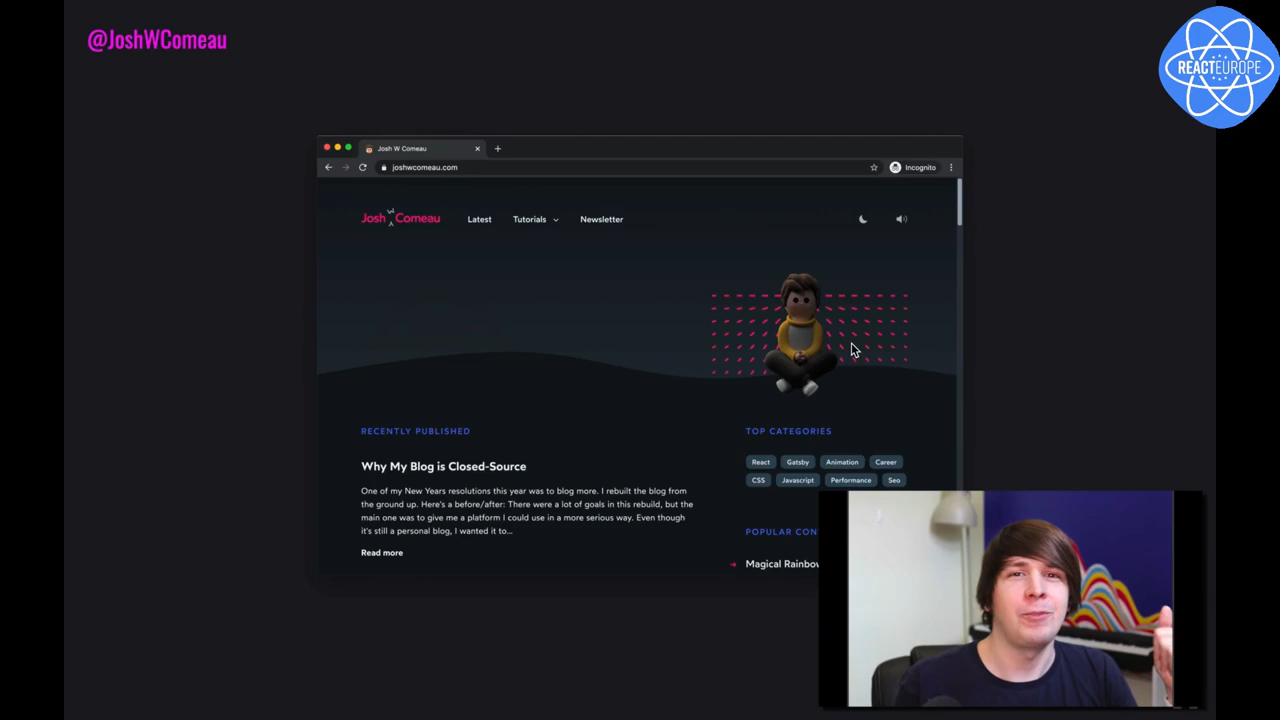 @JoshWComeau
REACTEUROPE
Josh W Comeau
joshwcomeau.com
Incognito
Josh W Comeau
Latest
Tutorials
Newsletter
RECENTLY PUBLISHED
Why My Blog is Closed-Source
One of my New Years resolutions this year was to blog more. I rebuilt the blog from
the ground up. Here's a before/after: There were a lot of goals in this rebuild, but the
main one was to give me a platform I could use in a more serious way. Even though
it's still a personal blog, I wanted it to...
Read more
TOP CATEGORIES
React Gatsby Animation Career
CSS Javascript Performance Seo
POPULAR CON
Magical Rainbow